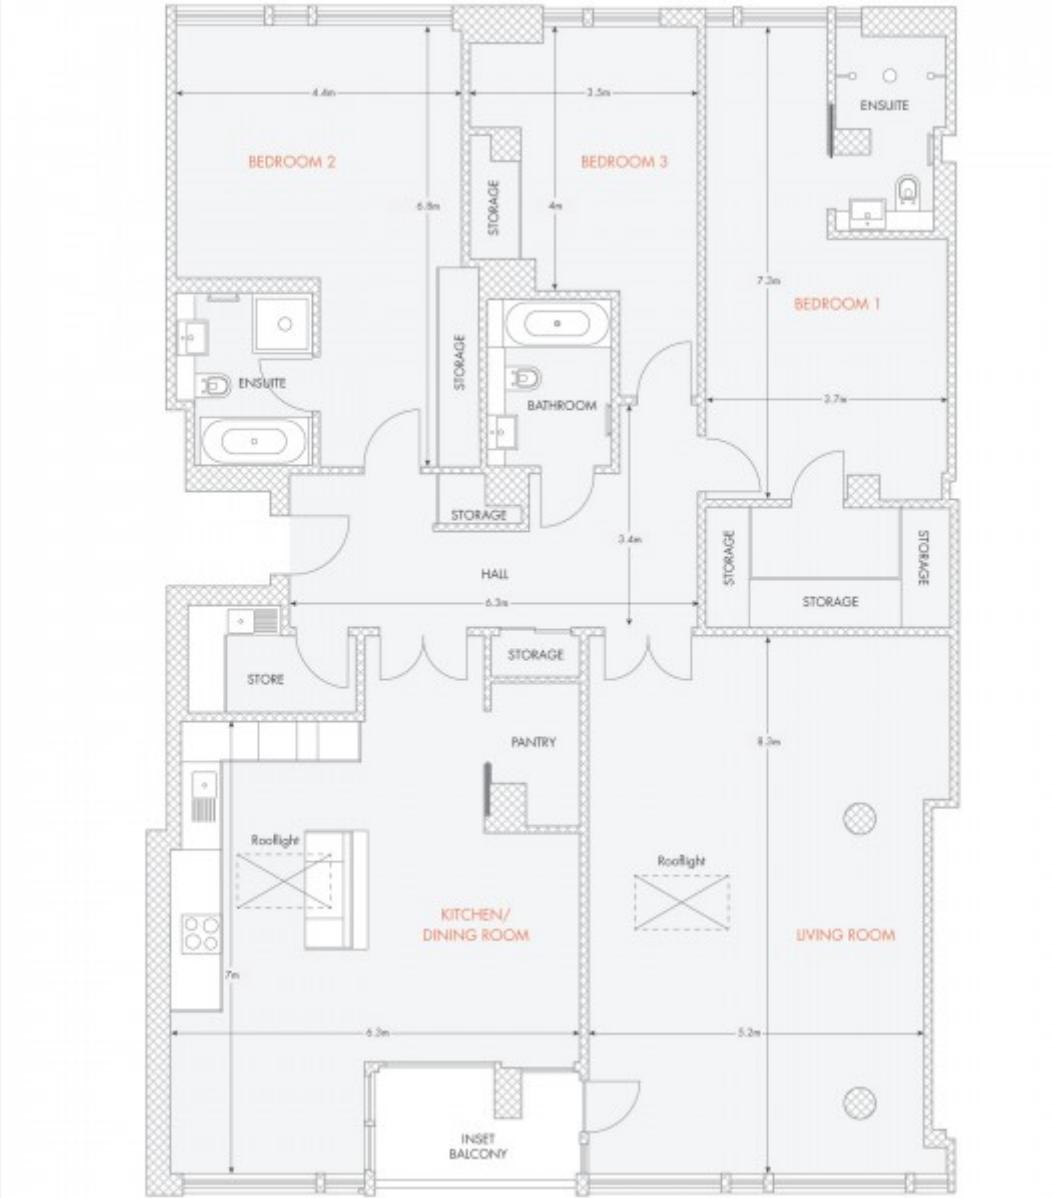 4.4m
3.5m
ENSUITE
BEDROOM 2
BEDROOM 3
STORAGE
6.8m
4m
7.3m
BEDROOM 1
STORAGE
ENSUITE
BATHROOM
3.7m
STORAGE
3.4m
STORAGE
STORAGE
HALL
6.3m
STORAGE
STORAGE
STORE
PANTRY
8.3m
Rooflight
Rooflight
KITCHEN/
DINING ROOM
LIVING ROOM
7m
6.3m
5.2m
INSET
BALCONY